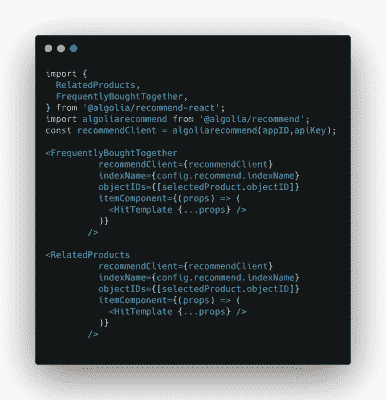 import {
  RelatedProducts,
  FrequentlyBoughtTogether,
} from '@algolia/recommend-react';
import algoliarecommend from '@algolia/recommend';
const recommendClient = algoliarecommend(appID,apiKey);
<FrequentlyBoughtTogether
          recommendClient={recommendClient}
          indexName={config.recommend.indexName}
          objectIDs={[selectedProduct.objectID]}
          itemComponent={(props) => (
            <HitTemplate {...props} />
          )}
        />
<RelatedProducts
          recommendClient={recommendClient}
          indexName={config.recommend.indexName}
          objectIDs={[selectedProduct.objectID]}
          itemComponent={(props) => (
            <HitTemplate {...props} />
          )}
        />